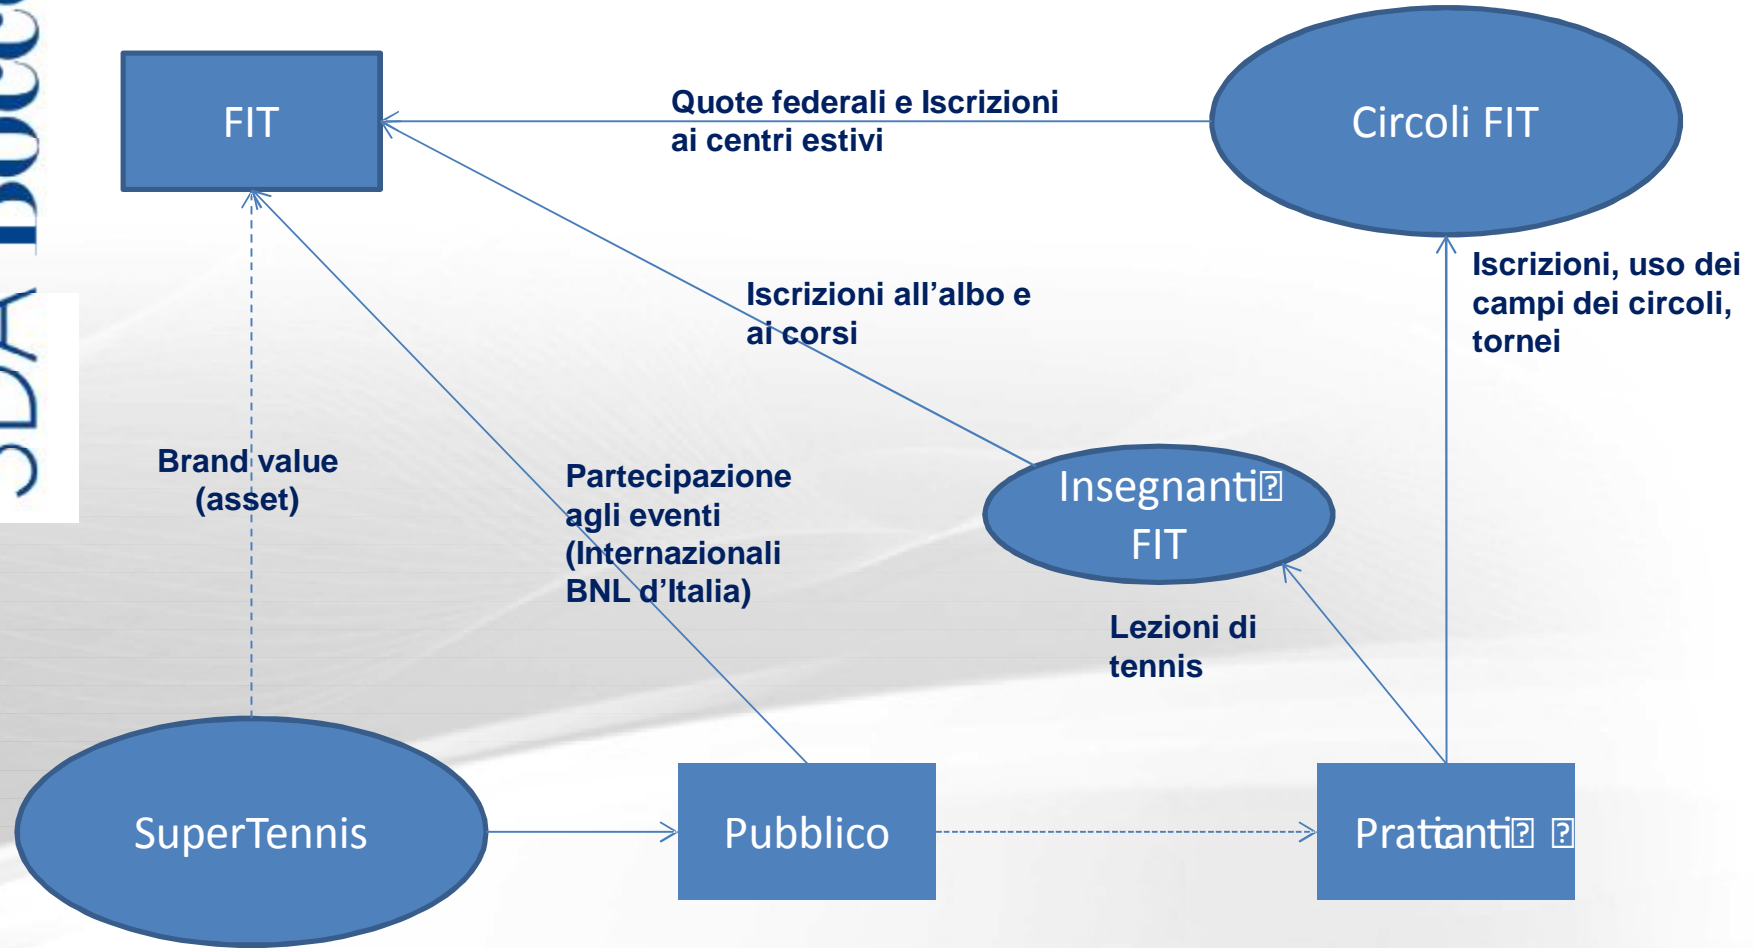 SDA Bocc
FIT
Quote federali e Iscrizioni
ai centri estivi
Circoli FIT
Iscrizioni, uso dei
campi dei circoli,
tornei
Iscrizioni all’albo e
ai corsi
Brand value
(asset)
Partecipazione
agli eventi
(Internazionali
BNL d’Italia)
Insegnanti
FIT
Lezioni di
tennis
SuperTennis
Pubblico
Praticanti